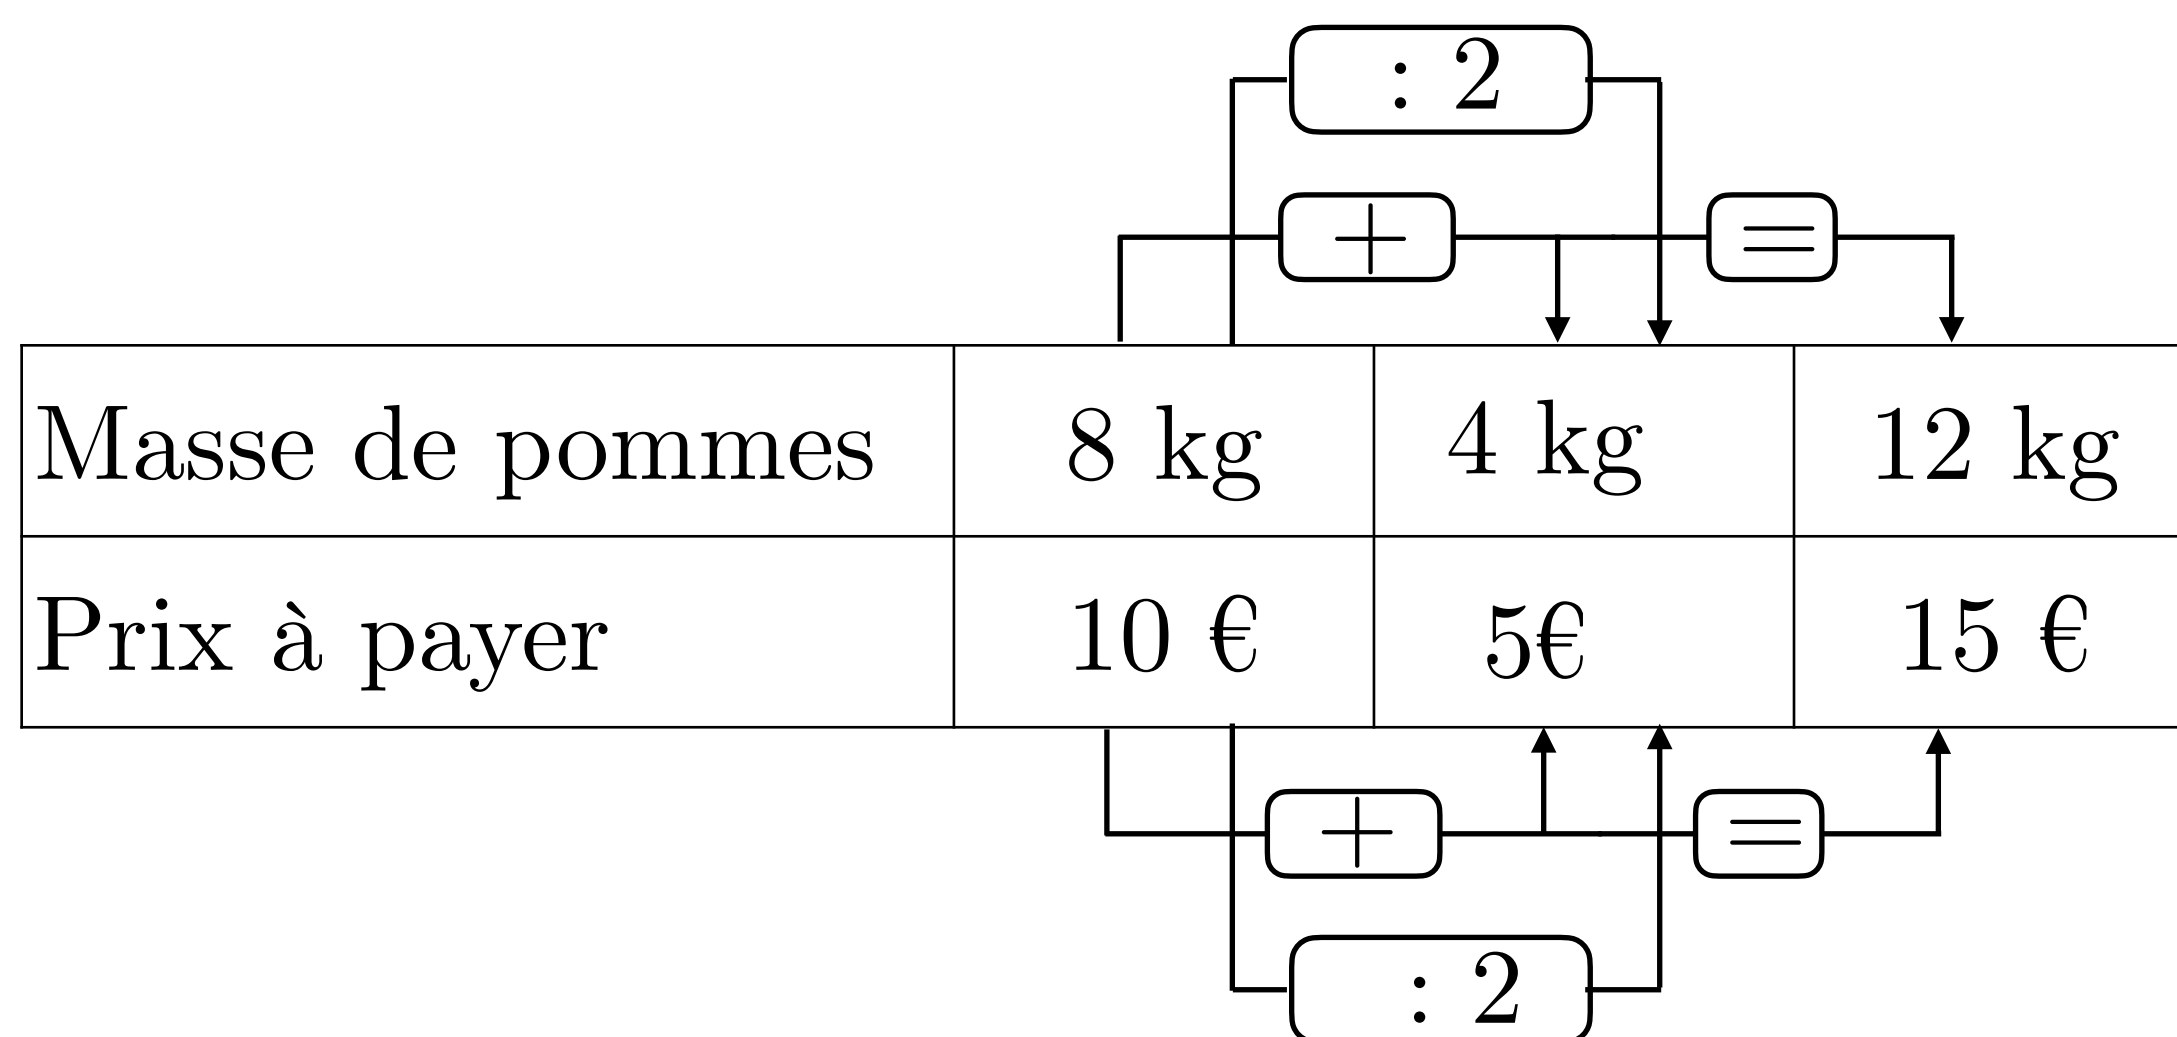 : 2
+ =
Masse de pommes 8 kg 4 kg 12 kg
Prix à payer 10 € 5€ 15 €
+ =
: 2